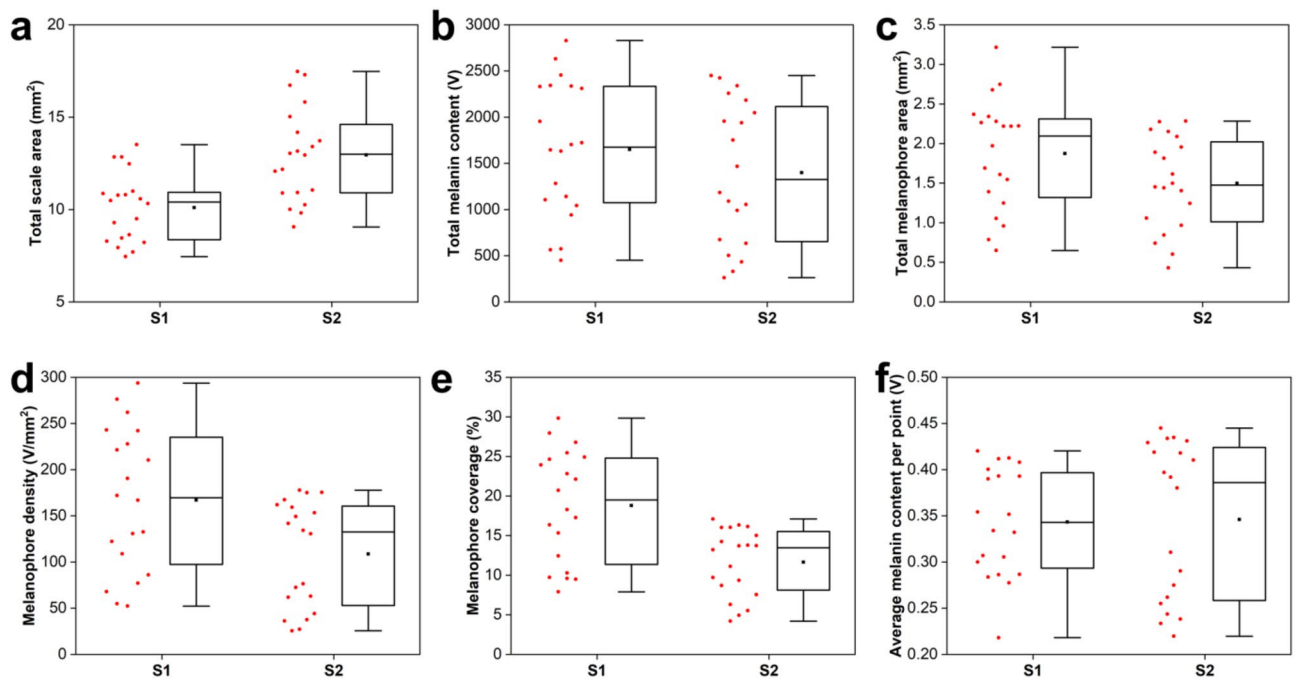 a
Total scale area (mm²)
20
15
10
5
S1
S2
b
Total melanin content (V)
3000
2500
2000
1500
1000
500
0
S1
S2
c
Total melanophore area (mm²)
3.5
3.0
2.5
2.0
1.5
1.0
0.5
0.0
S1
S2
d
Melanophore density (V/mm²)
300
250
200
150
100
50
0
S1
S2
e
Melanophore coverage (%)
35
30
25
20
15
10
5
0
S1
S2
f
Average melanin content per point (V)
0.50
0.45
0.40
0.35
0.30
0.25
0.20
S1
S2